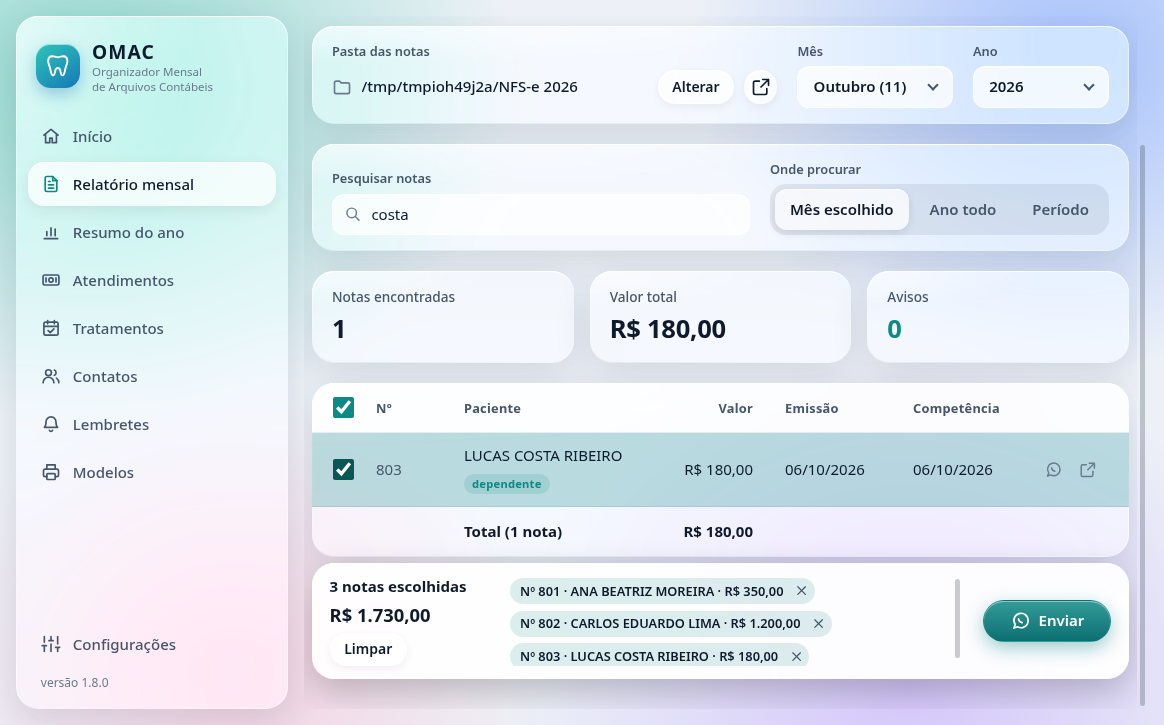 OMAC
Organizador Mensal
de Arquivos Contábeis
Início
Relatório mensal
Resumo do ano
Atendimentos
Tratamentos
Contatos
Lembretes
Modelos
Configurações
versão 1.8.0
Pasta das notas
/tmp/tmpioh49j2a/NFS-e 2026
Alterar
Mês
Outubro (11)
Ano
2026
Pesquisar notas
costa
Onde procurar
Mês escolhido
Ano todo
Período
Notas encontradas
1
Valor total
R$ 180,00
Avisos
0
Nº Paciente Valor Emissão Competência
803 LUCAS COSTA RIBEIRO R$ 180,00 06/10/2026 06/10/2026
dependente
Total (1 nota) R$ 180,00
3 notas escolhidas
R$ 1.730,00
Limpar
Nº 801 · ANA BEATRIZ MOREIRA · R$ 350,00
Nº 802 · CARLOS EDUARDO LIMA · R$ 1.200,00
Nº 803 · LUCAS COSTA RIBEIRO · R$ 180,00
Enviar